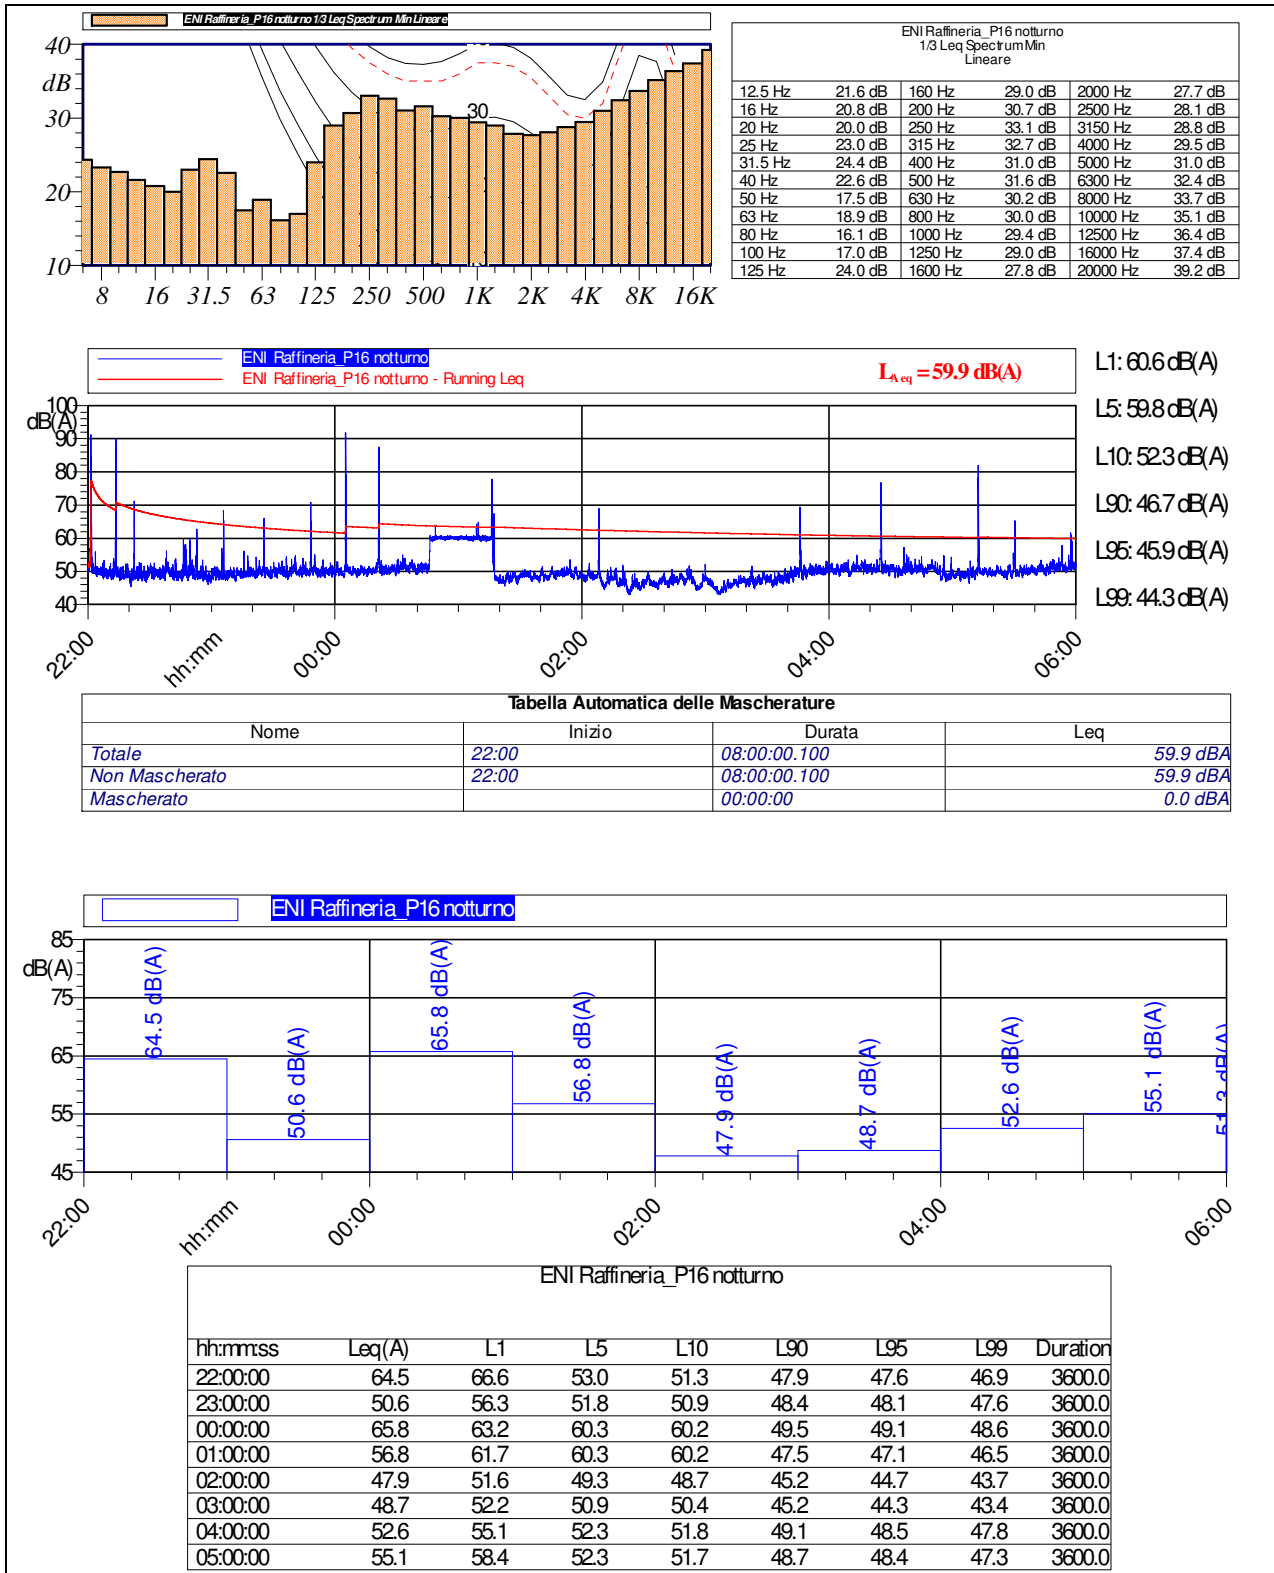 ENI Raffineria_P16 notturno 1/3 Leq Spectrum Min Lineare
40
dB
30
20
10
30
8 16 31.5 63 125 250 500 1K 2K 4K 8K 16K
ENI Raffineria_P16 notturno
1/3 Leq Spectrum Min
Lineare
12.5 Hz 21.6 dB 160 Hz 29.0 dB 2000 Hz 27.7 dB
16 Hz 20.8 dB 200 Hz 30.7 dB 2500 Hz 28.1 dB
20 Hz 20.0 dB 250 Hz 33.1 dB 3150 Hz 28.8 dB
25 Hz 23.0 dB 315 Hz 32.7 dB 4000 Hz 29.5 dB
31.5 Hz 24.4 dB 400 Hz 31.0 dB 5000 Hz 31.0 dB
40 Hz 22.6 dB 500 Hz 31.6 dB 6300 Hz 32.4 dB
50 Hz 17.5 dB 630 Hz 30.2 dB 8000 Hz 33.7 dB
63 Hz 18.9 dB 800 Hz 30.0 dB 10000 Hz 35.1 dB
80 Hz 16.1 dB 1000 Hz 29.4 dB 12500 Hz 36.4 dB
100 Hz 17.0 dB 1250 Hz 29.0 dB 16000 Hz 37.4 dB
125 Hz 24.0 dB 1600 Hz 27.8 dB 20000 Hz 39.2 dB
ENI Raffineria_P16 notturno
ENI Raffineria_P16 notturno - Running Leq
LAeq = 59.9 dB(A)
100
dB(A)
90
80
70
60
50
40
22:00 hh:mm 00:00 02:00 04:00 06:00
L1: 60.6 dB(A)
L5: 59.8 dB(A)
L10: 52.3 dB(A)
L90: 46.7 dB(A)
L95: 45.9 dB(A)
L99: 44.3 dB(A)
Tabella Automatica delle Mascherature
Nome Inizio Durata Leq
Totale 22:00 08:00:00.100 59.9 dBA
Non Mascherato 22:00 08:00:00.100 59.9 dBA
Mascherato 00:00:00 0.0 dBA
ENI Raffineria_P16 notturno
85
dB(A)
75
65
55
45
64.5 dB(A)
50.6 dB(A)
65.8 dB(A)
56.8 dB(A)
47.9 dB(A)
48.7 dB(A)
52.6 dB(A)
55.1 dB(A)
51.3 dB(A)
22:00 hh:mm 00:00 02:00 04:00 06:00
ENI Raffineria_P16 notturno
hh:mm:ss Leq(A) L1 L5 L10 L90 L95 L99 Duration
22:00:00 64.5 66.6 53.0 51.3 47.9 47.6 46.9 3600.0
23:00:00 50.6 56.3 51.8 50.9 48.4 48.1 47.6 3600.0
00:00:00 65.8 63.2 60.3 60.2 49.5 49.1 48.6 3600.0
01:00:00 56.8 61.7 60.3 60.2 47.5 47.1 46.5 3600.0
02:00:00 47.9 51.6 49.3 48.7 45.2 44.7 43.7 3600.0
03:00:00 48.7 52.2 50.9 50.4 45.2 44.3 43.4 3600.0
04:00:00 52.6 55.1 52.3 51.8 49.1 48.5 47.8 3600.0
05:00:00 55.1 58.4 52.3 51.7 48.7 48.4 47.3 3600.0